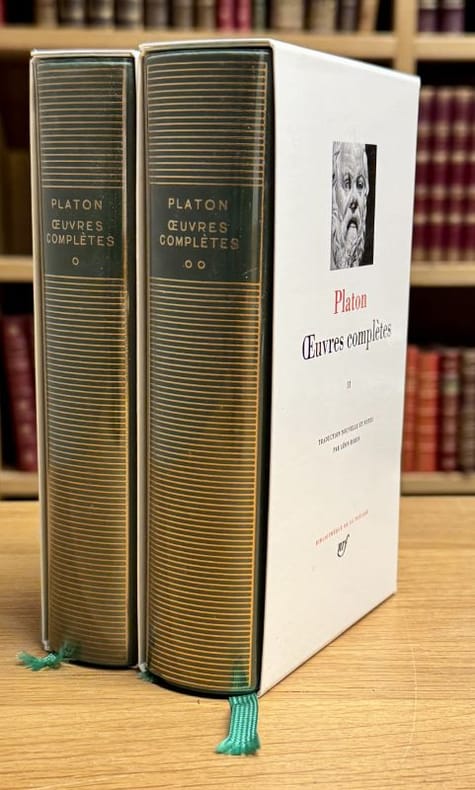 PLATON
ŒUVRES
COMPLÈTES
PLATON
ŒUVRES
COMPLÈTES
Platon
Œuvres complètes
II
TRADUCTION NOUVELLE ET NOTES
PAR LÉON ROBIN
BIBLIOTHÈQUE DE LA PLÉIADE
nrf